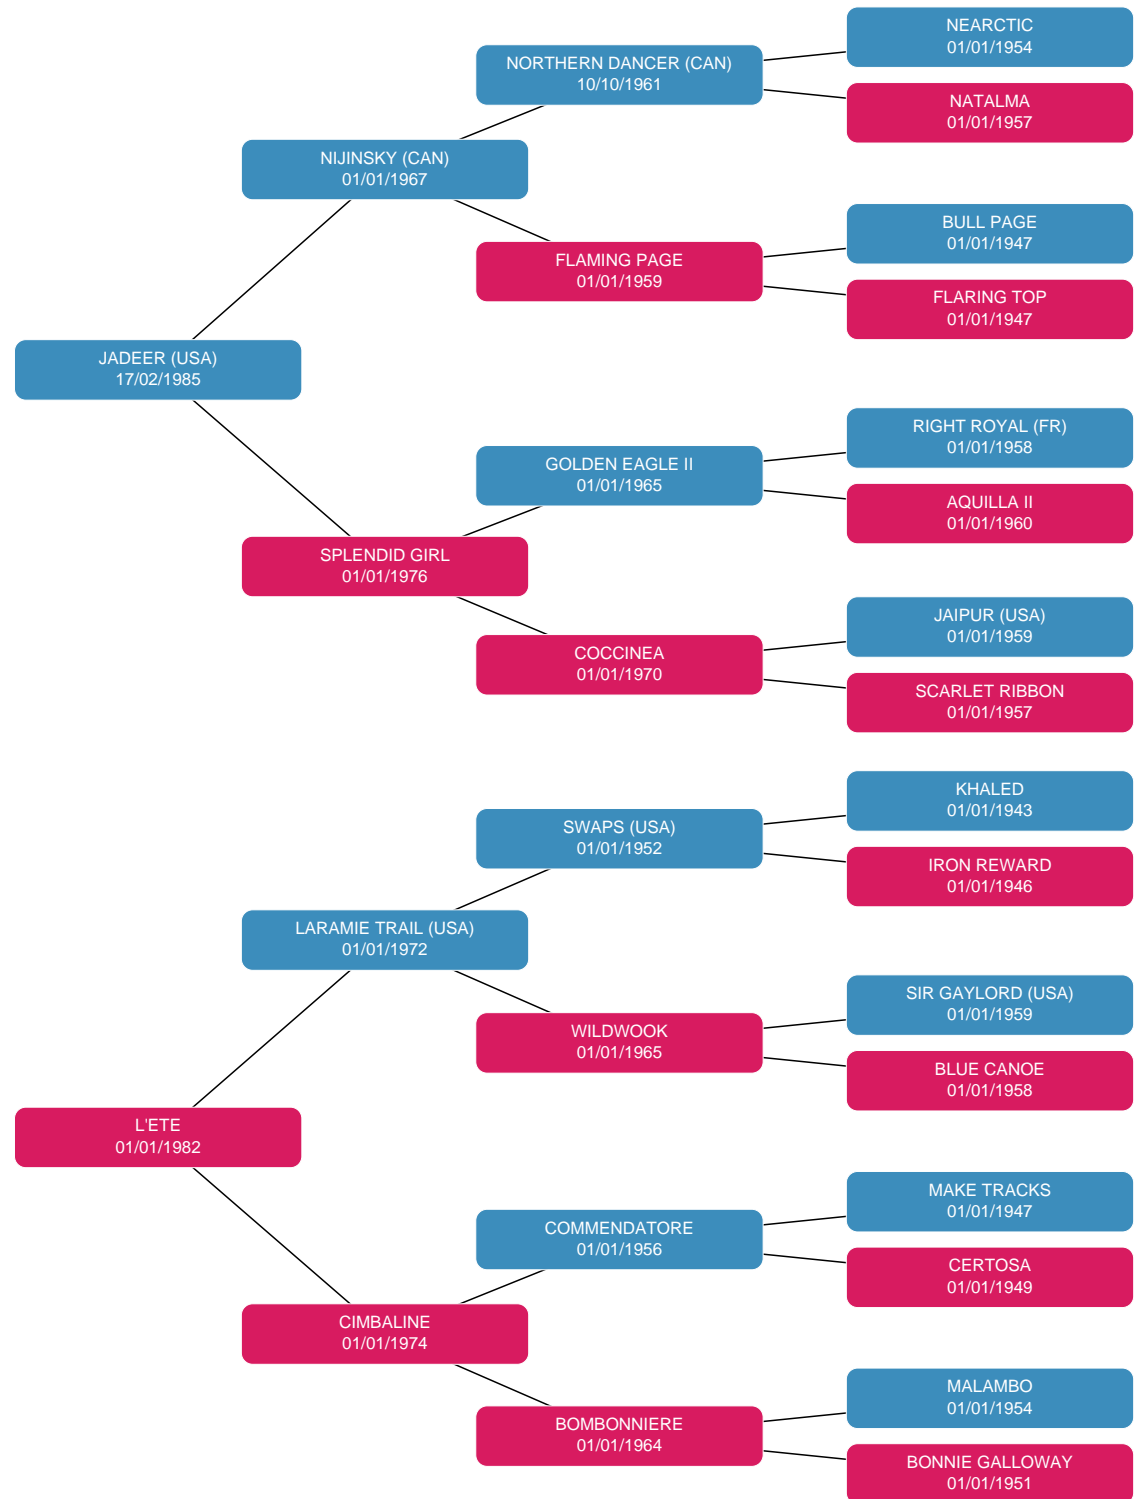 NEARCTIC
01/01/1954
NORTHERN DANCER (CAN)
10/10/1961
NATALMA
01/01/1957
NIJINSKY (CAN)
01/01/1967
BULL PAGE
01/01/1947
FLAMING PAGE
01/01/1959
FLARING TOP
01/01/1947
JADEER (USA)
17/02/1985
RIGHT ROYAL (FR)
01/01/1958
GOLDEN EAGLE II
01/01/1965
AQUILLA II
01/01/1960
SPLENDID GIRL
01/01/1976
JAIPUR (USA)
01/01/1959
COCCINEA
01/01/1970
SCARLET RIBBON
01/01/1957
KHALED
01/01/1943
SWAPS (USA)
01/01/1952
IRON REWARD
01/01/1946
LARAMIE TRAIL (USA)
01/01/1972
SIR GAYLORD (USA)
01/01/1959
WILDWOOK
01/01/1965
BLUE CANOE
01/01/1958
L'ETE
01/01/1982
MAKE TRACKS
01/01/1947
COMMENDATORE
01/01/1956
CERTOSA
01/01/1949
CIMBALINE
01/01/1974
MALAMBO
01/01/1954
BOMBONNIERE
01/01/1964
BONNIE GALLOWAY
01/01/1951